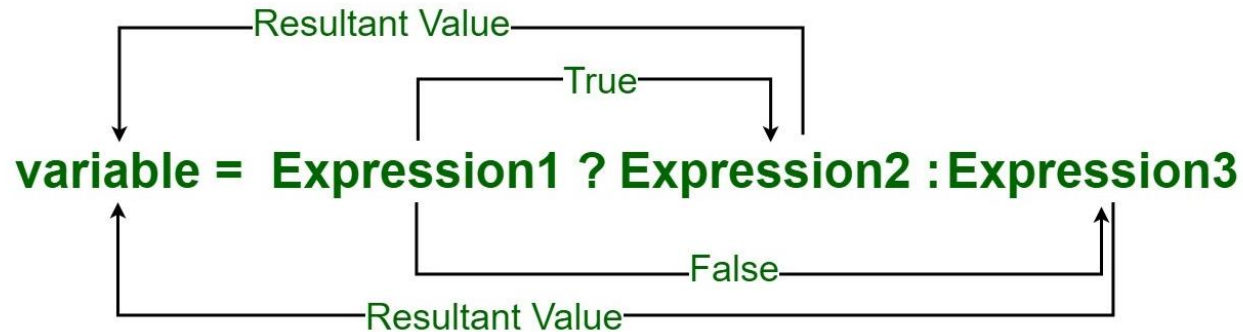 Resultant Value
True
variable = Expression1 ? Expression2 : Expression3
False
Resultant Value